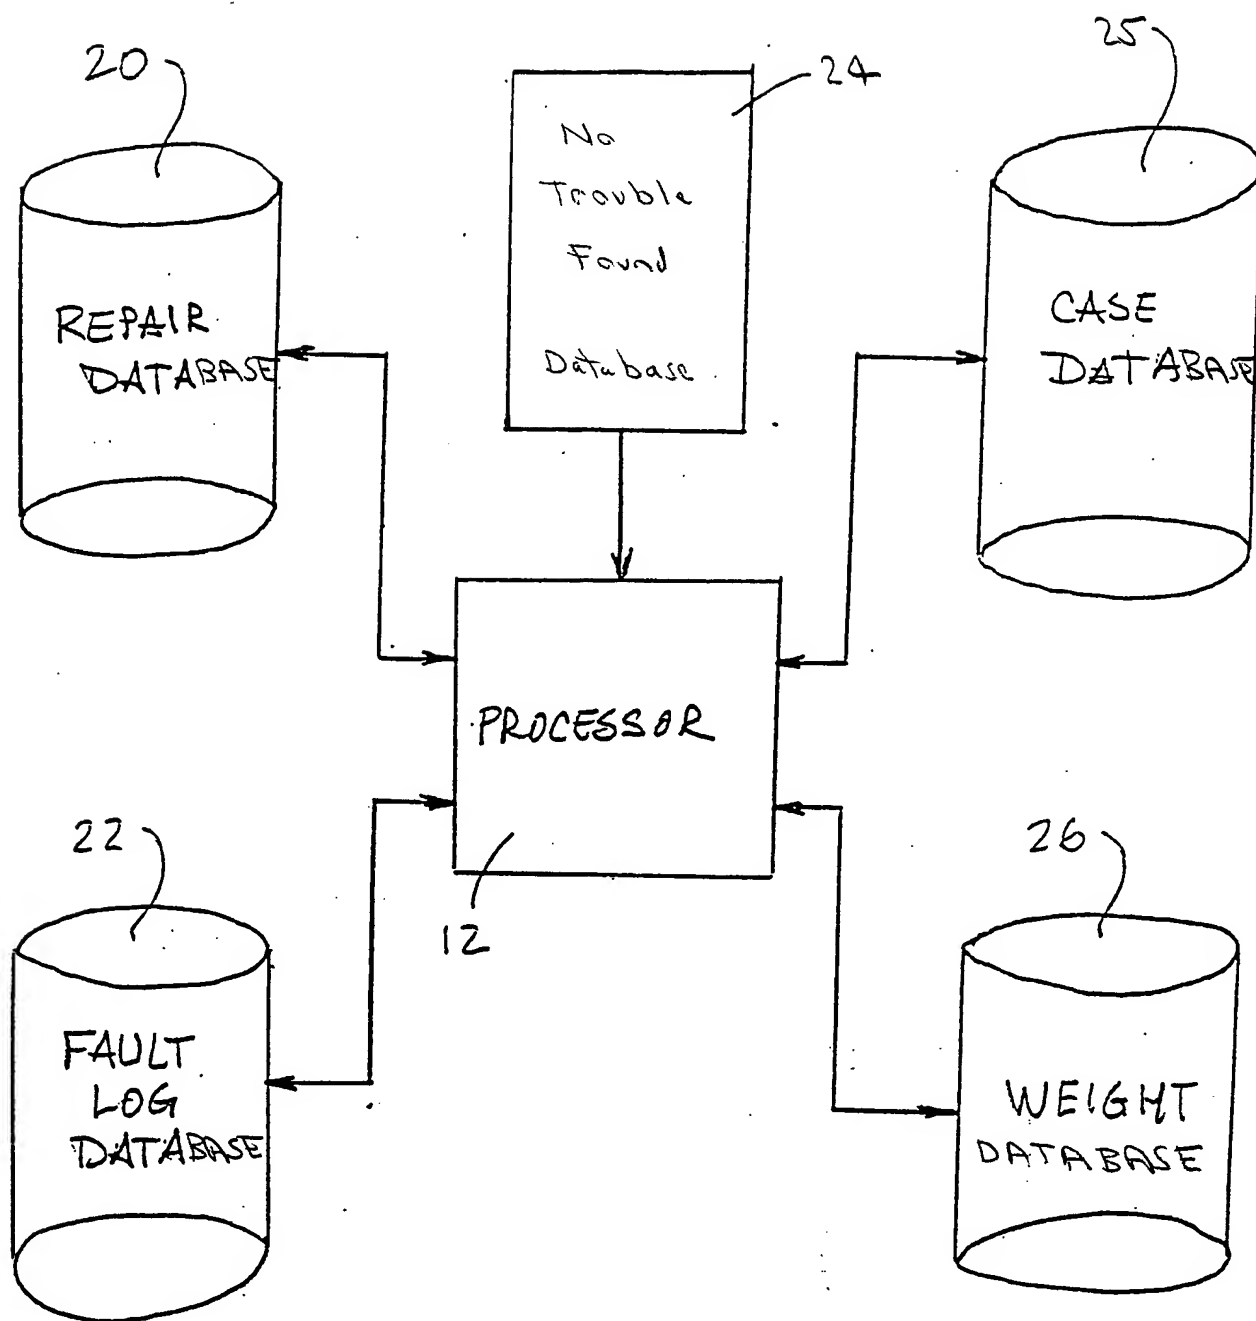 20
24
25
No
Trouble
Found
Database
REPAIR
DATABASE
CASE
DATABASE
PROCESSOR
12
22
26
FAULT
LOG
DATABASE
WEIGHT
DATABASE